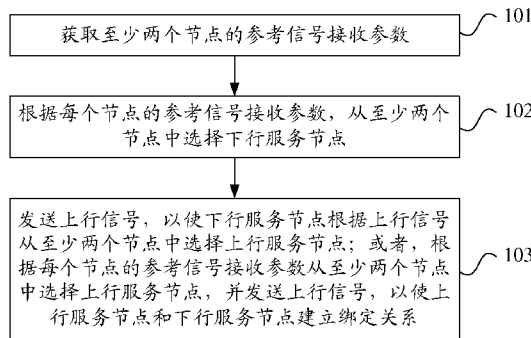 获取至少两个节点的参考信号接收参数
101
根据每个节点的参考信号接收参数，从至少两个
节点中选择下行服务节点
102
发送上行信号，以使下行服务节点根据上行信号
从至少两个节点中选择上行服务节点；或者，根
据每个节点的参考信号接收参数从至少两个节点
中选择上行服务节点，并发送上行信号，以使上
行服务节点和下行服务节点建立绑定关系
103